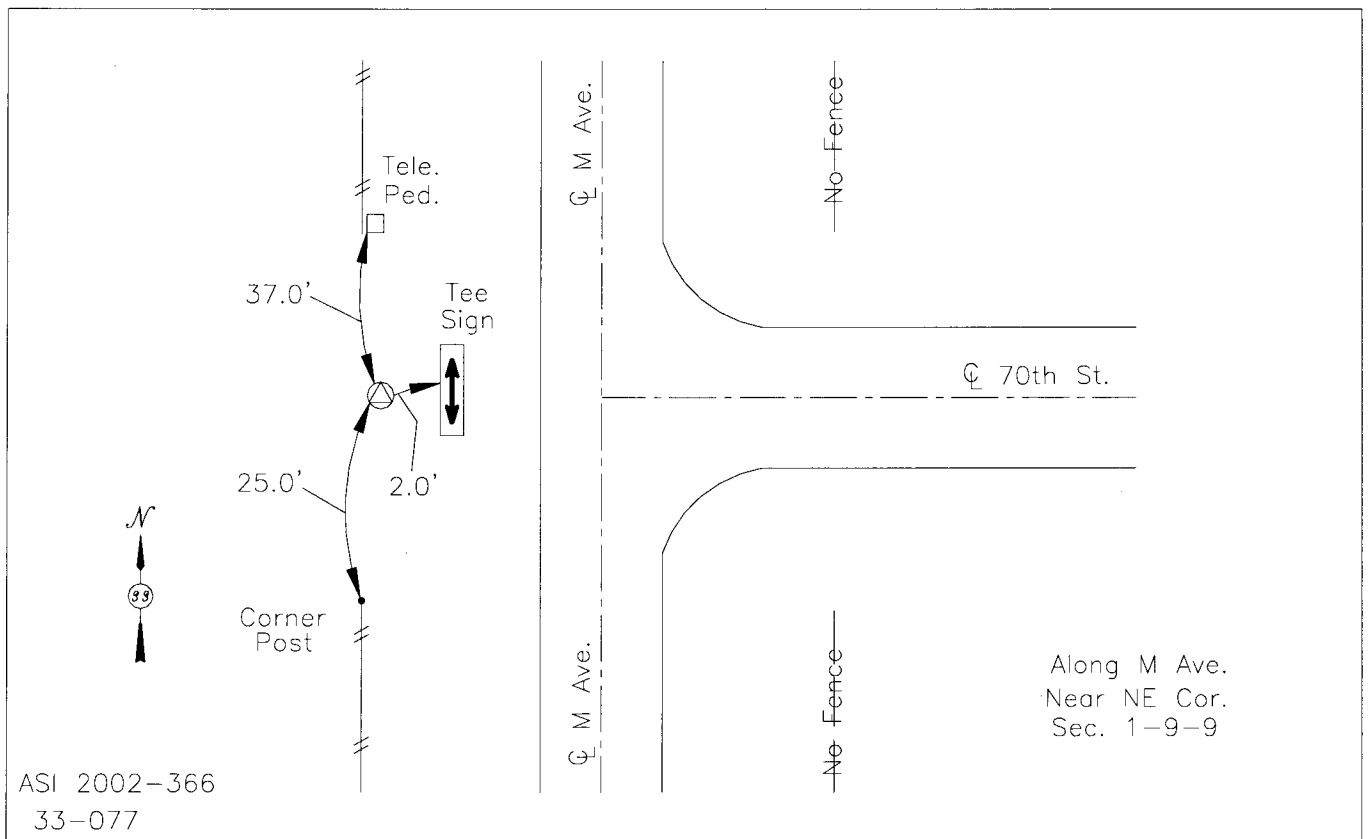 Tele.
Ped.
℄ M Ave.
No Fence
37.0'
Tee
Sign
℄ 70th St.
25.0'
2.0'
N
Corner
Post
℄ M Ave.
No Fence
Along M Ave.
Near NE Cor.
Sec. 1-9-9
ASI 2002-366
33-077